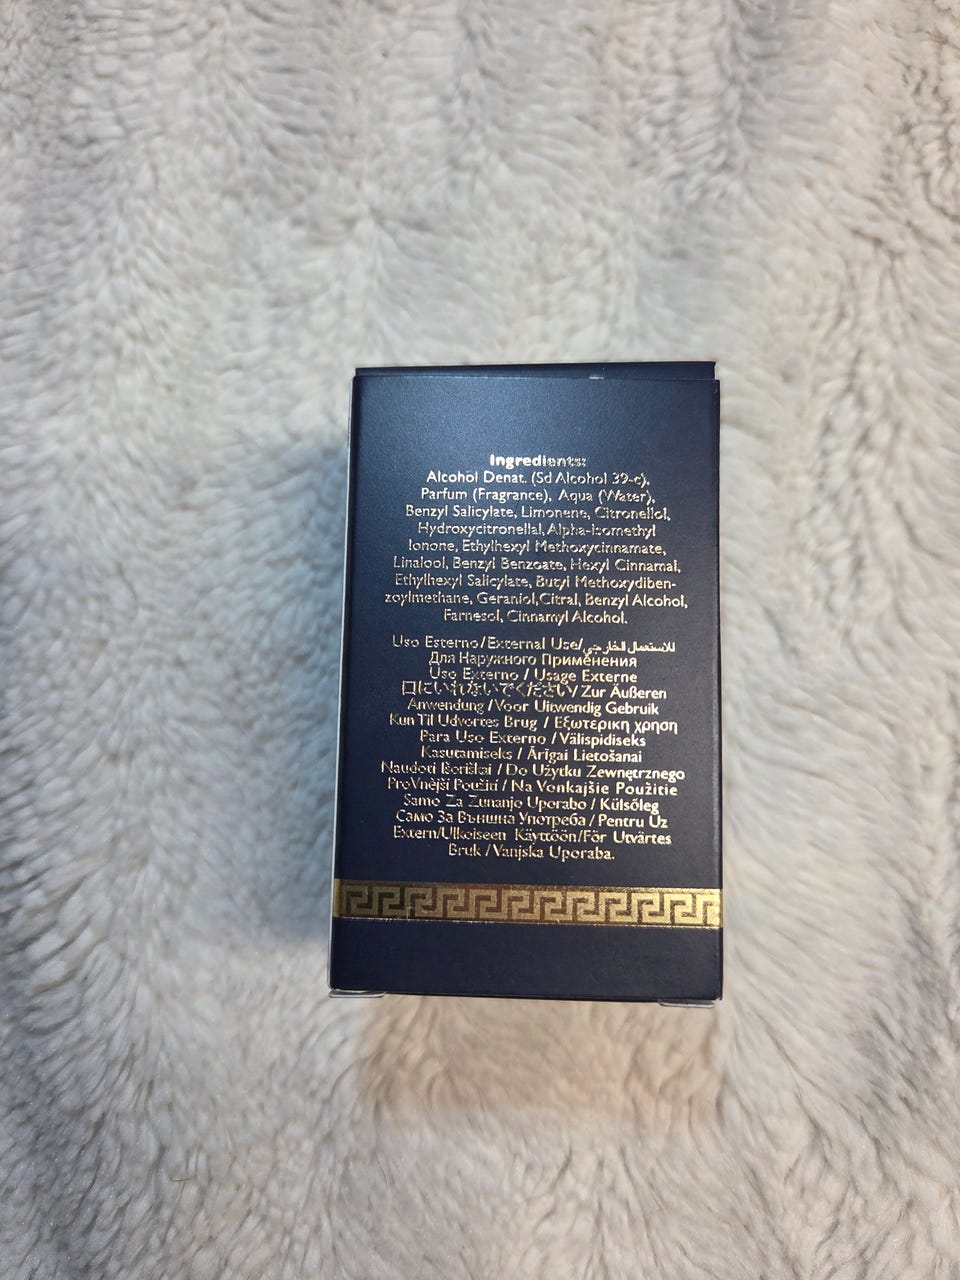 Ingredients:
Alcohol Denat. (Sd Alcohol 39-c),
Parfum (Fragrance), Aqua (Water),
Benzyl Salicylate, Limonene, Citronellol,
Hydroxycitronellal, Alpha-Isomethyl
Ionone, Ethylhexyl Methoxycinnamate,
Linalool, Benzyl Benzoate, Hexyl Cinnamal,
Ethylhexyl Salicylate, Butyl Methoxydiben-
zoylmethane, Geraniol, Citral, Benzyl Alcohol,
Farnesol, Cinnamyl Alcohol.
Uso Esterno/External Use/للاستعمال الخارجي
Для Наружного Применения
Uso Externo / Usage Externe
口にいれないでください/ Zur Äußeren
Anwendung /Voor Uitwendig Gebruik
Kun Til Udvortes Brug / Εξωτερικη χρηση
Para Uso Externo / Välispidiseks
Kasutamiseks / Ārīgai Lietošanai
Naudoti Išoriškai / Do Użytku Zewnętrznego
ProVnější Použití / Na Vonkajšie Použitie
Samo Za Zunanjo Uporabo / Külsőleg
Само За Външна Употреба / Pentru Uz
Extern/Ulkoiseen Käyttöön/För Utvärtes
Bruk /Vanjska Uporaba.